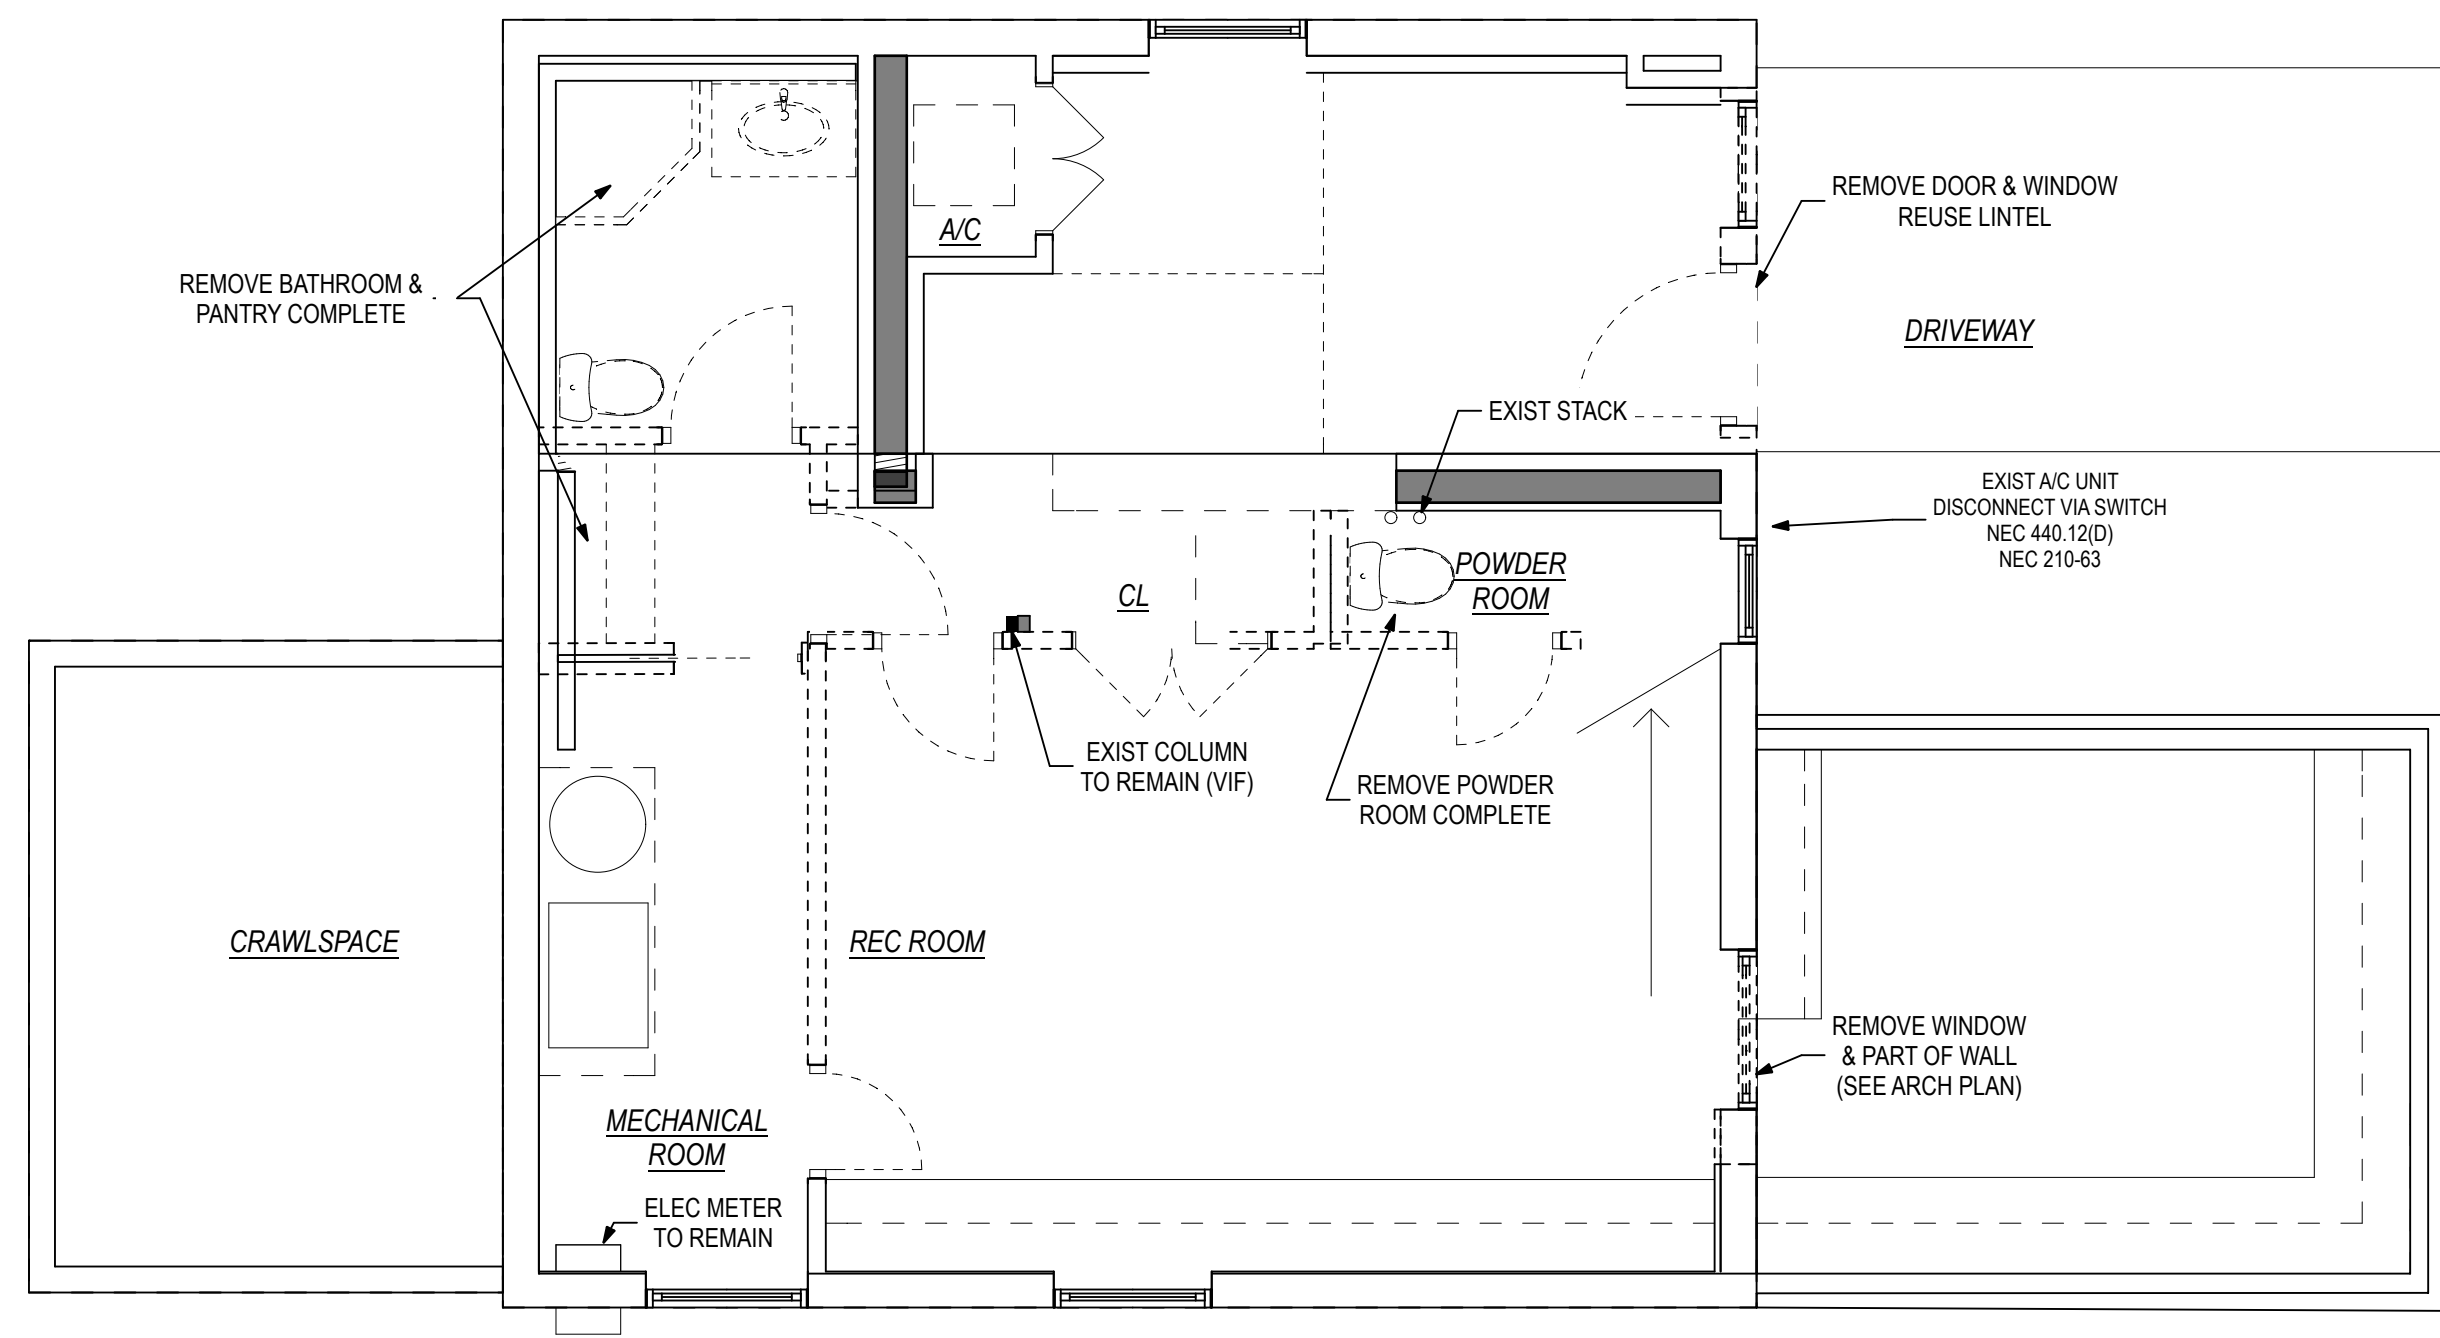 A/C
REMOVE DOOR & WINDOW
REUSE LINTEL
REMOVE BATHROOM &
PANTRY COMPLETE
DRIVEWAY
EXIST STACK
EXIST A/C UNIT
DISCONNECT VIA SWITCH
NEC 440.12(D)
NEC 210-63
CL
POWDER
ROOM
EXIST COLUMN
TO REMAIN (VIF)
REMOVE POWDER
ROOM COMPLETE
CRAWLSPACE
REC ROOM
REMOVE WINDOW
& PART OF WALL
(SEE ARCH PLAN)
MECHANICAL
ROOM
ELEC METER
TO REMAIN